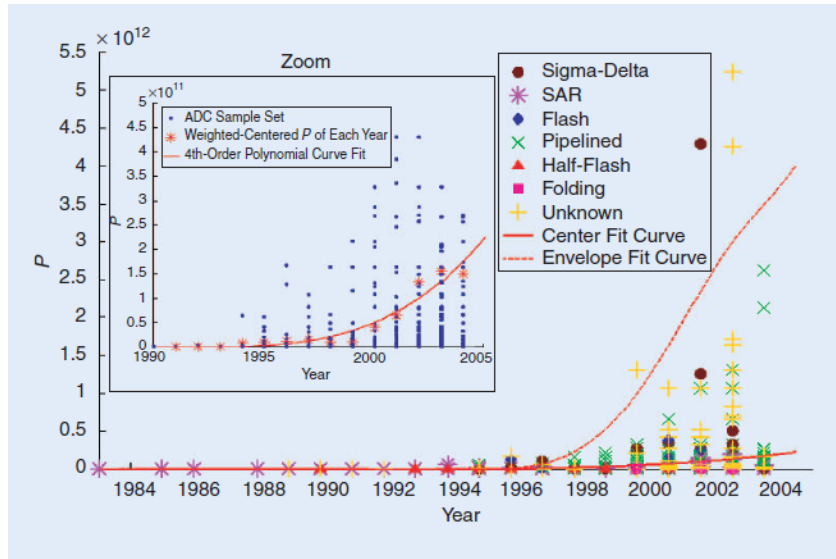 × 10¹²
5.5
5
4.5
4
3.5
3
2.5
2
1.5
1
0.5
0
P
1984 1986 1988 1990 1992 1994 1996 1998 2000 2002 2004
Year
Zoom
× 10¹¹
5
4.5
4
3.5
3
2.5
2
1.5
1
0.5
0
P
1990 1995 2000 2005
Year
ADC Sample Set
Weighted-Centered P of Each Year
4th-Order Polynomial Curve Fit
Sigma-Delta
SAR
Flash
Pipelined
Half-Flash
Folding
Unknown
Center Fit Curve
Envelope Fit Curve